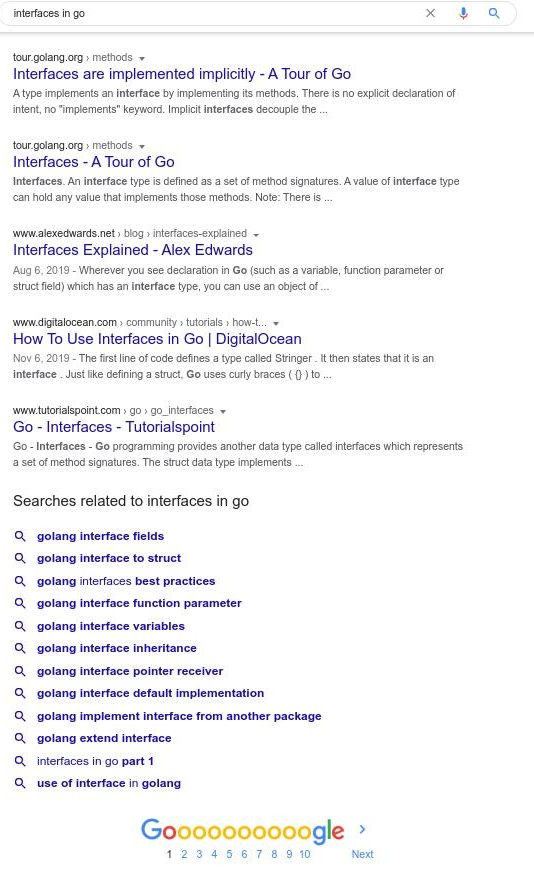 interfaces in go
tour.golang.org › methods
Interfaces are implemented implicitly - A Tour of Go
A type implements an interface by implementing its methods. There is no explicit declaration of
intent, no "implements" keyword. Implicit interfaces decouple the ...
tour.golang.org › methods
Interfaces - A Tour of Go
Interfaces. An interface type is defined as a set of method signatures. A value of interface type
can hold any value that implements those methods. Note: There is ...
www.alexedwards.net › blog › interfaces-explained
Interfaces Explained - Alex Edwards
Aug 6, 2019 - Wherever you see declaration in Go (such as a variable, function parameter or
struct field) which has an interface type, you can use an object of ...
www.digitalocean.com › community › tutorials › how-t...
How To Use Interfaces in Go | DigitalOcean
Nov 6, 2019 - The first line of code defines a type called Stringer . It then states that it is an
interface . Just like defining a struct, Go uses curly braces ( {} ) to ...
www.tutorialspoint.com › go › go_interfaces
Go - Interfaces - Tutorialspoint
Go - Interfaces - Go programming provides another data type called interfaces which represents
a set of method signatures. The struct data type implements ...
Searches related to interfaces in go
golang interface fields
golang interface to struct
golang interfaces best practices
golang interface function parameter
golang interface variables
golang interface inheritance
golang interface pointer receiver
golang interface default implementation
golang implement interface from another package
golang extend interface
interfaces in go part 1
use of interface in golang
Goooooooooogle ›
1 2 3 4 5 6 7 8 9 10 Next